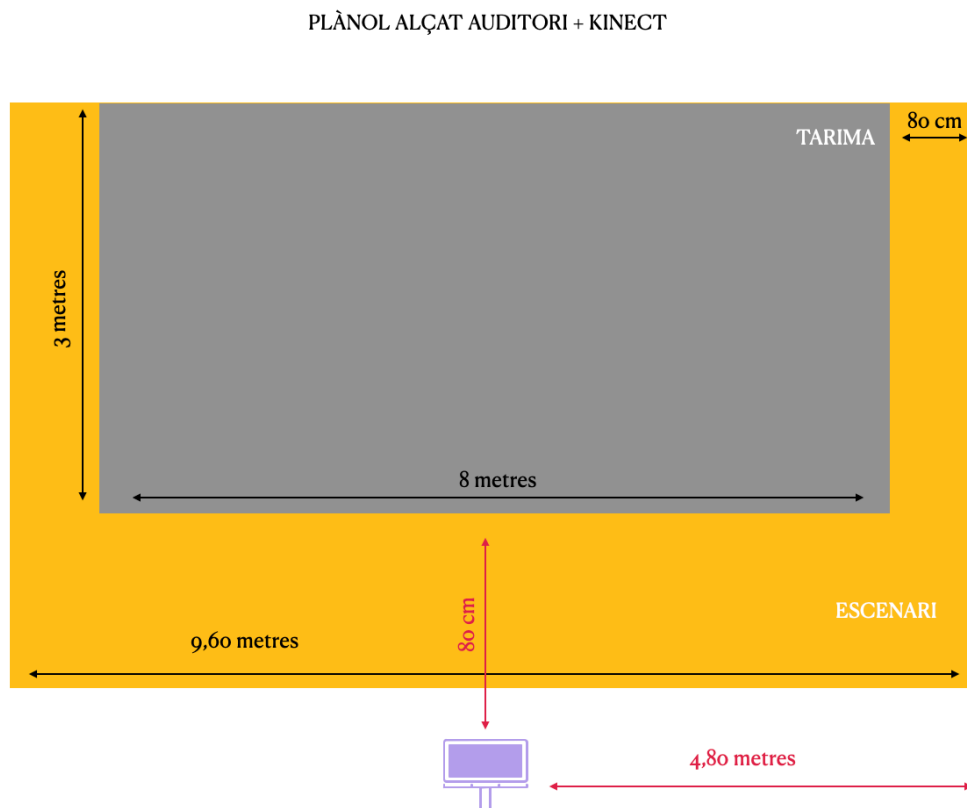 PLÀNOL ALÇAT AUDITORI + KINECT
80 cm
TARIMA
3 metres
8 metres
80 cm
ESCENARI
9,60 metres
4,80 metres